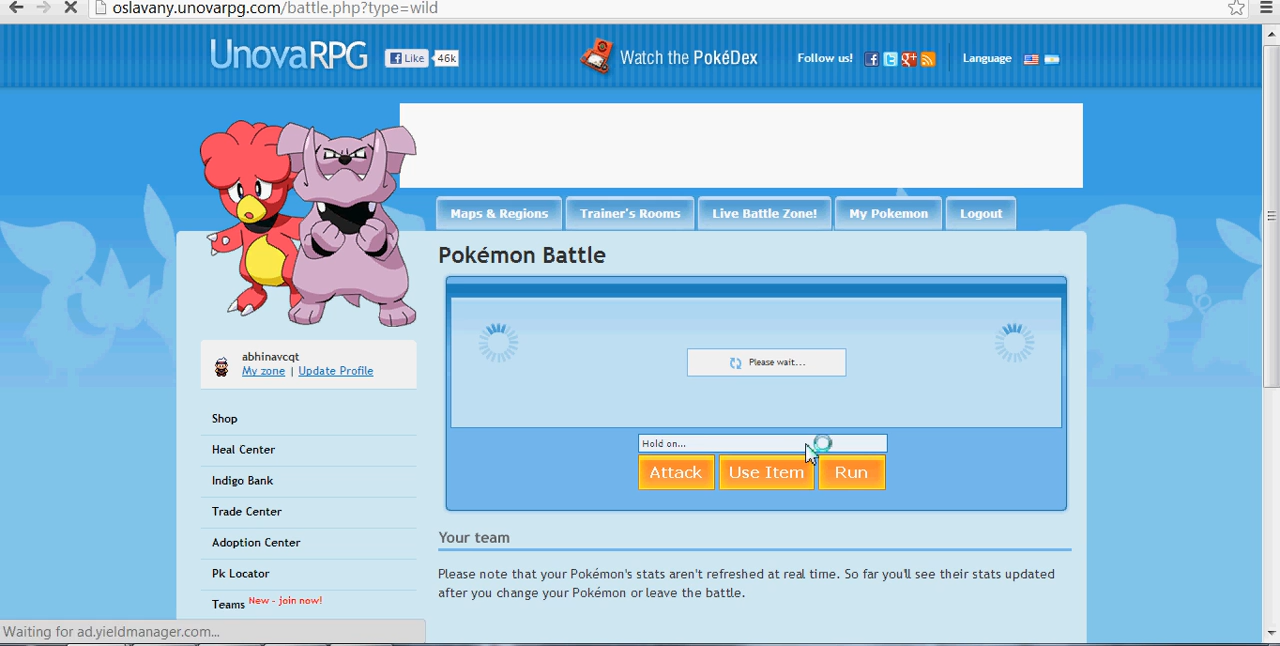 oslavany.unovarpg.com/battle.php?type=wild
UnovaRPG
Like 46k
Watch the PokéDex
Follow us!
Language
Maps & Regions
Trainer's Rooms
Live Battle Zone!
My Pokemon
Logout
Pokémon Battle
Please wait...
Hold on...
Attack
Use Item
Run
abhinavcqt
My zone | Update Profile
Shop
Heal Center
Indigo Bank
Trade Center
Adoption Center
Pk Locator
Teams New - join now!
Your team
Please note that your Pokémon's stats aren't refreshed at real time. So far you'll see their stats updated
after you change your Pokémon or leave the battle.
Waiting for ad.yieldmanager.com...